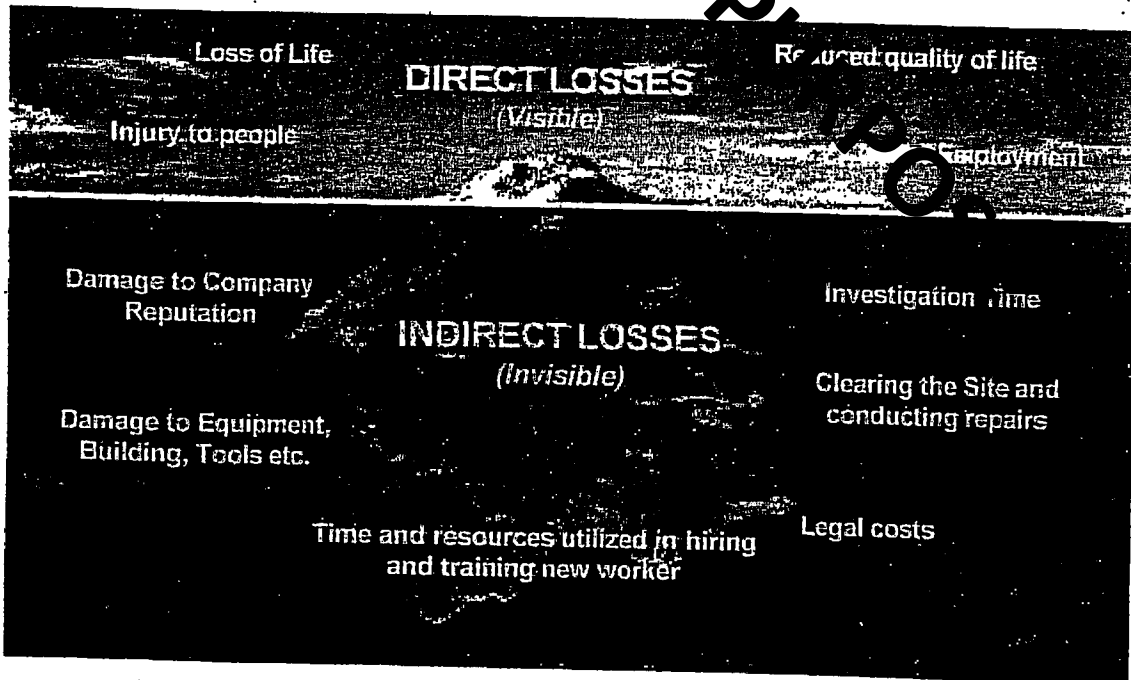 Loss of Life
DIRECT LOSSES
(Visible)
quality of life
Injury to people
Employment
Damage to Company
Reputation
INDIRECT LOSSES
(Invisible)
Investigation Time
Clearing the Site and
conducting repairs
Damage to Equipment,
Building, Tools etc.
Time and resources utilized in hiring
and training new worker
Legal costs